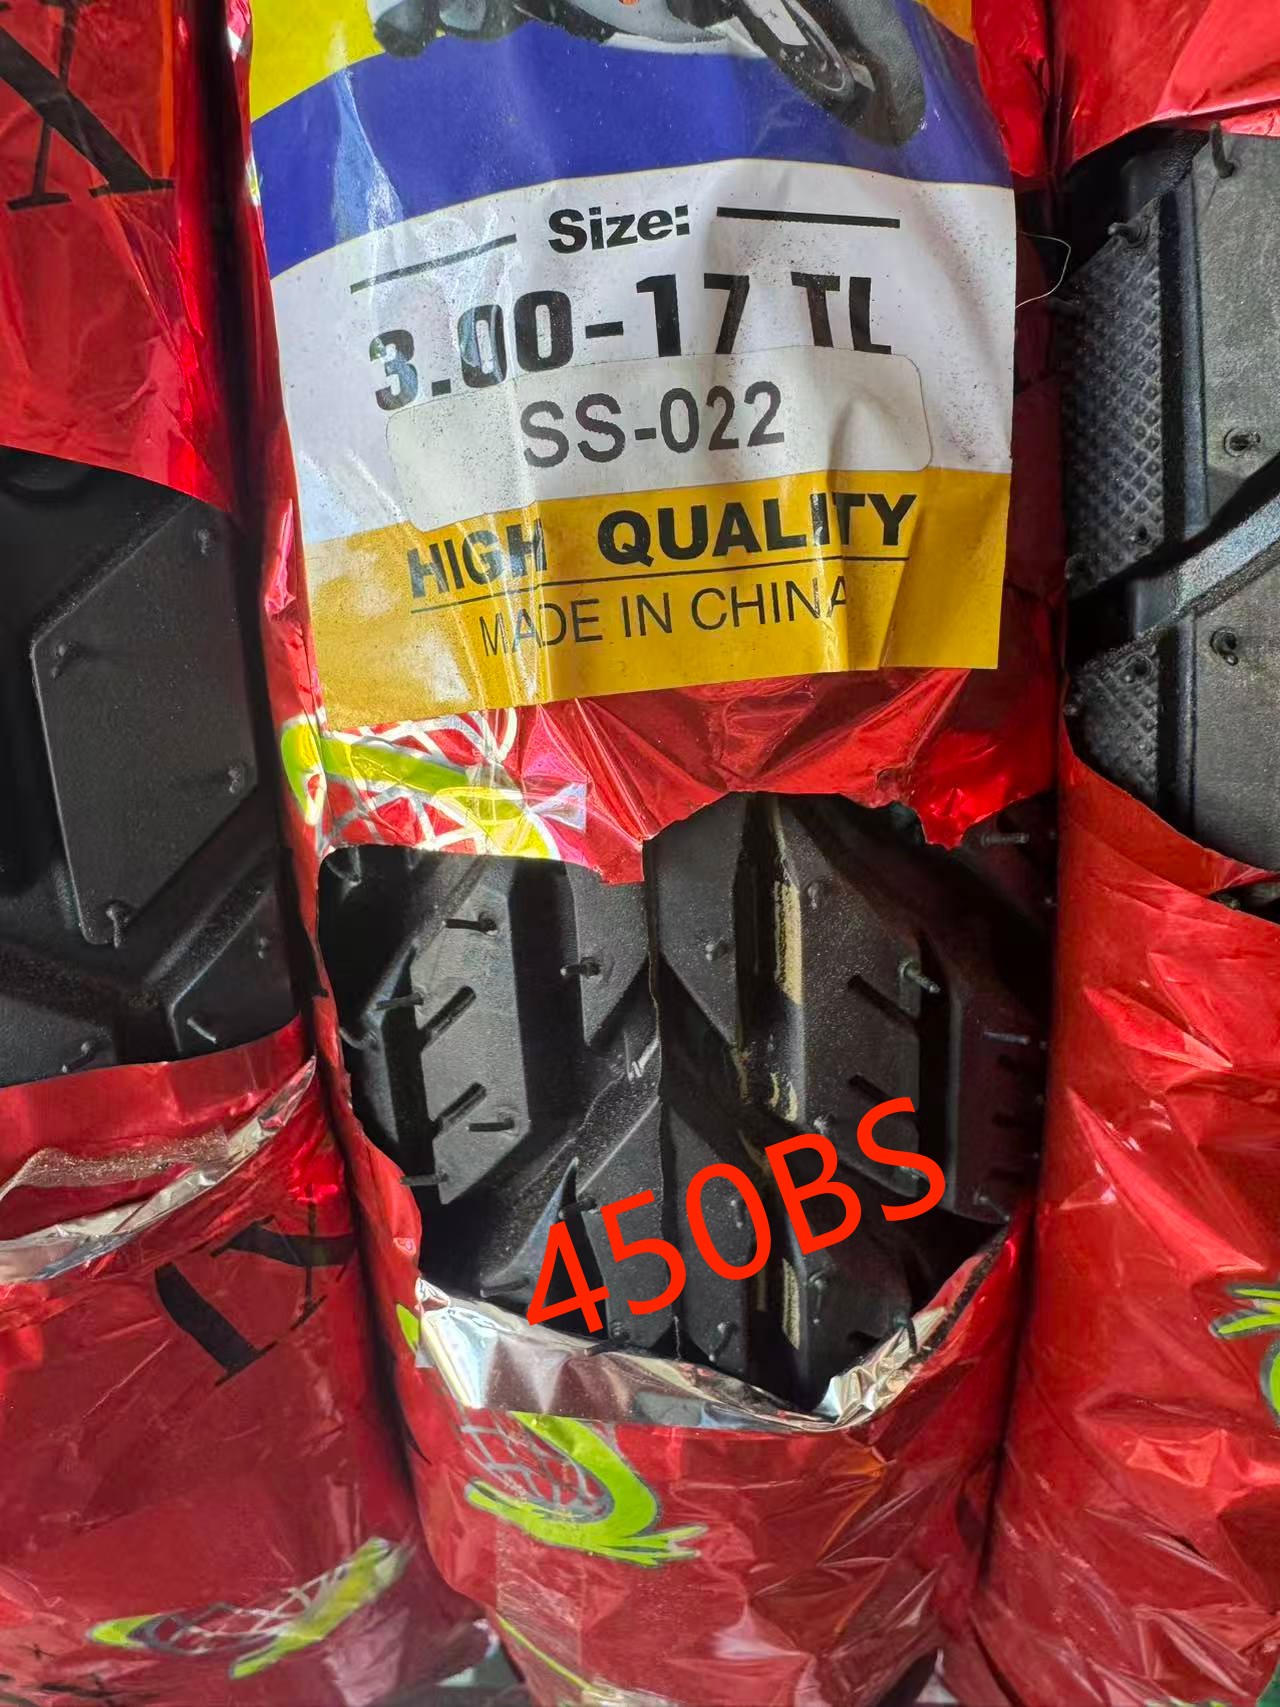 X
Size:
3.00-17 TL
SS-022
HIGH QUALITY
MADE IN CHINA
450BS